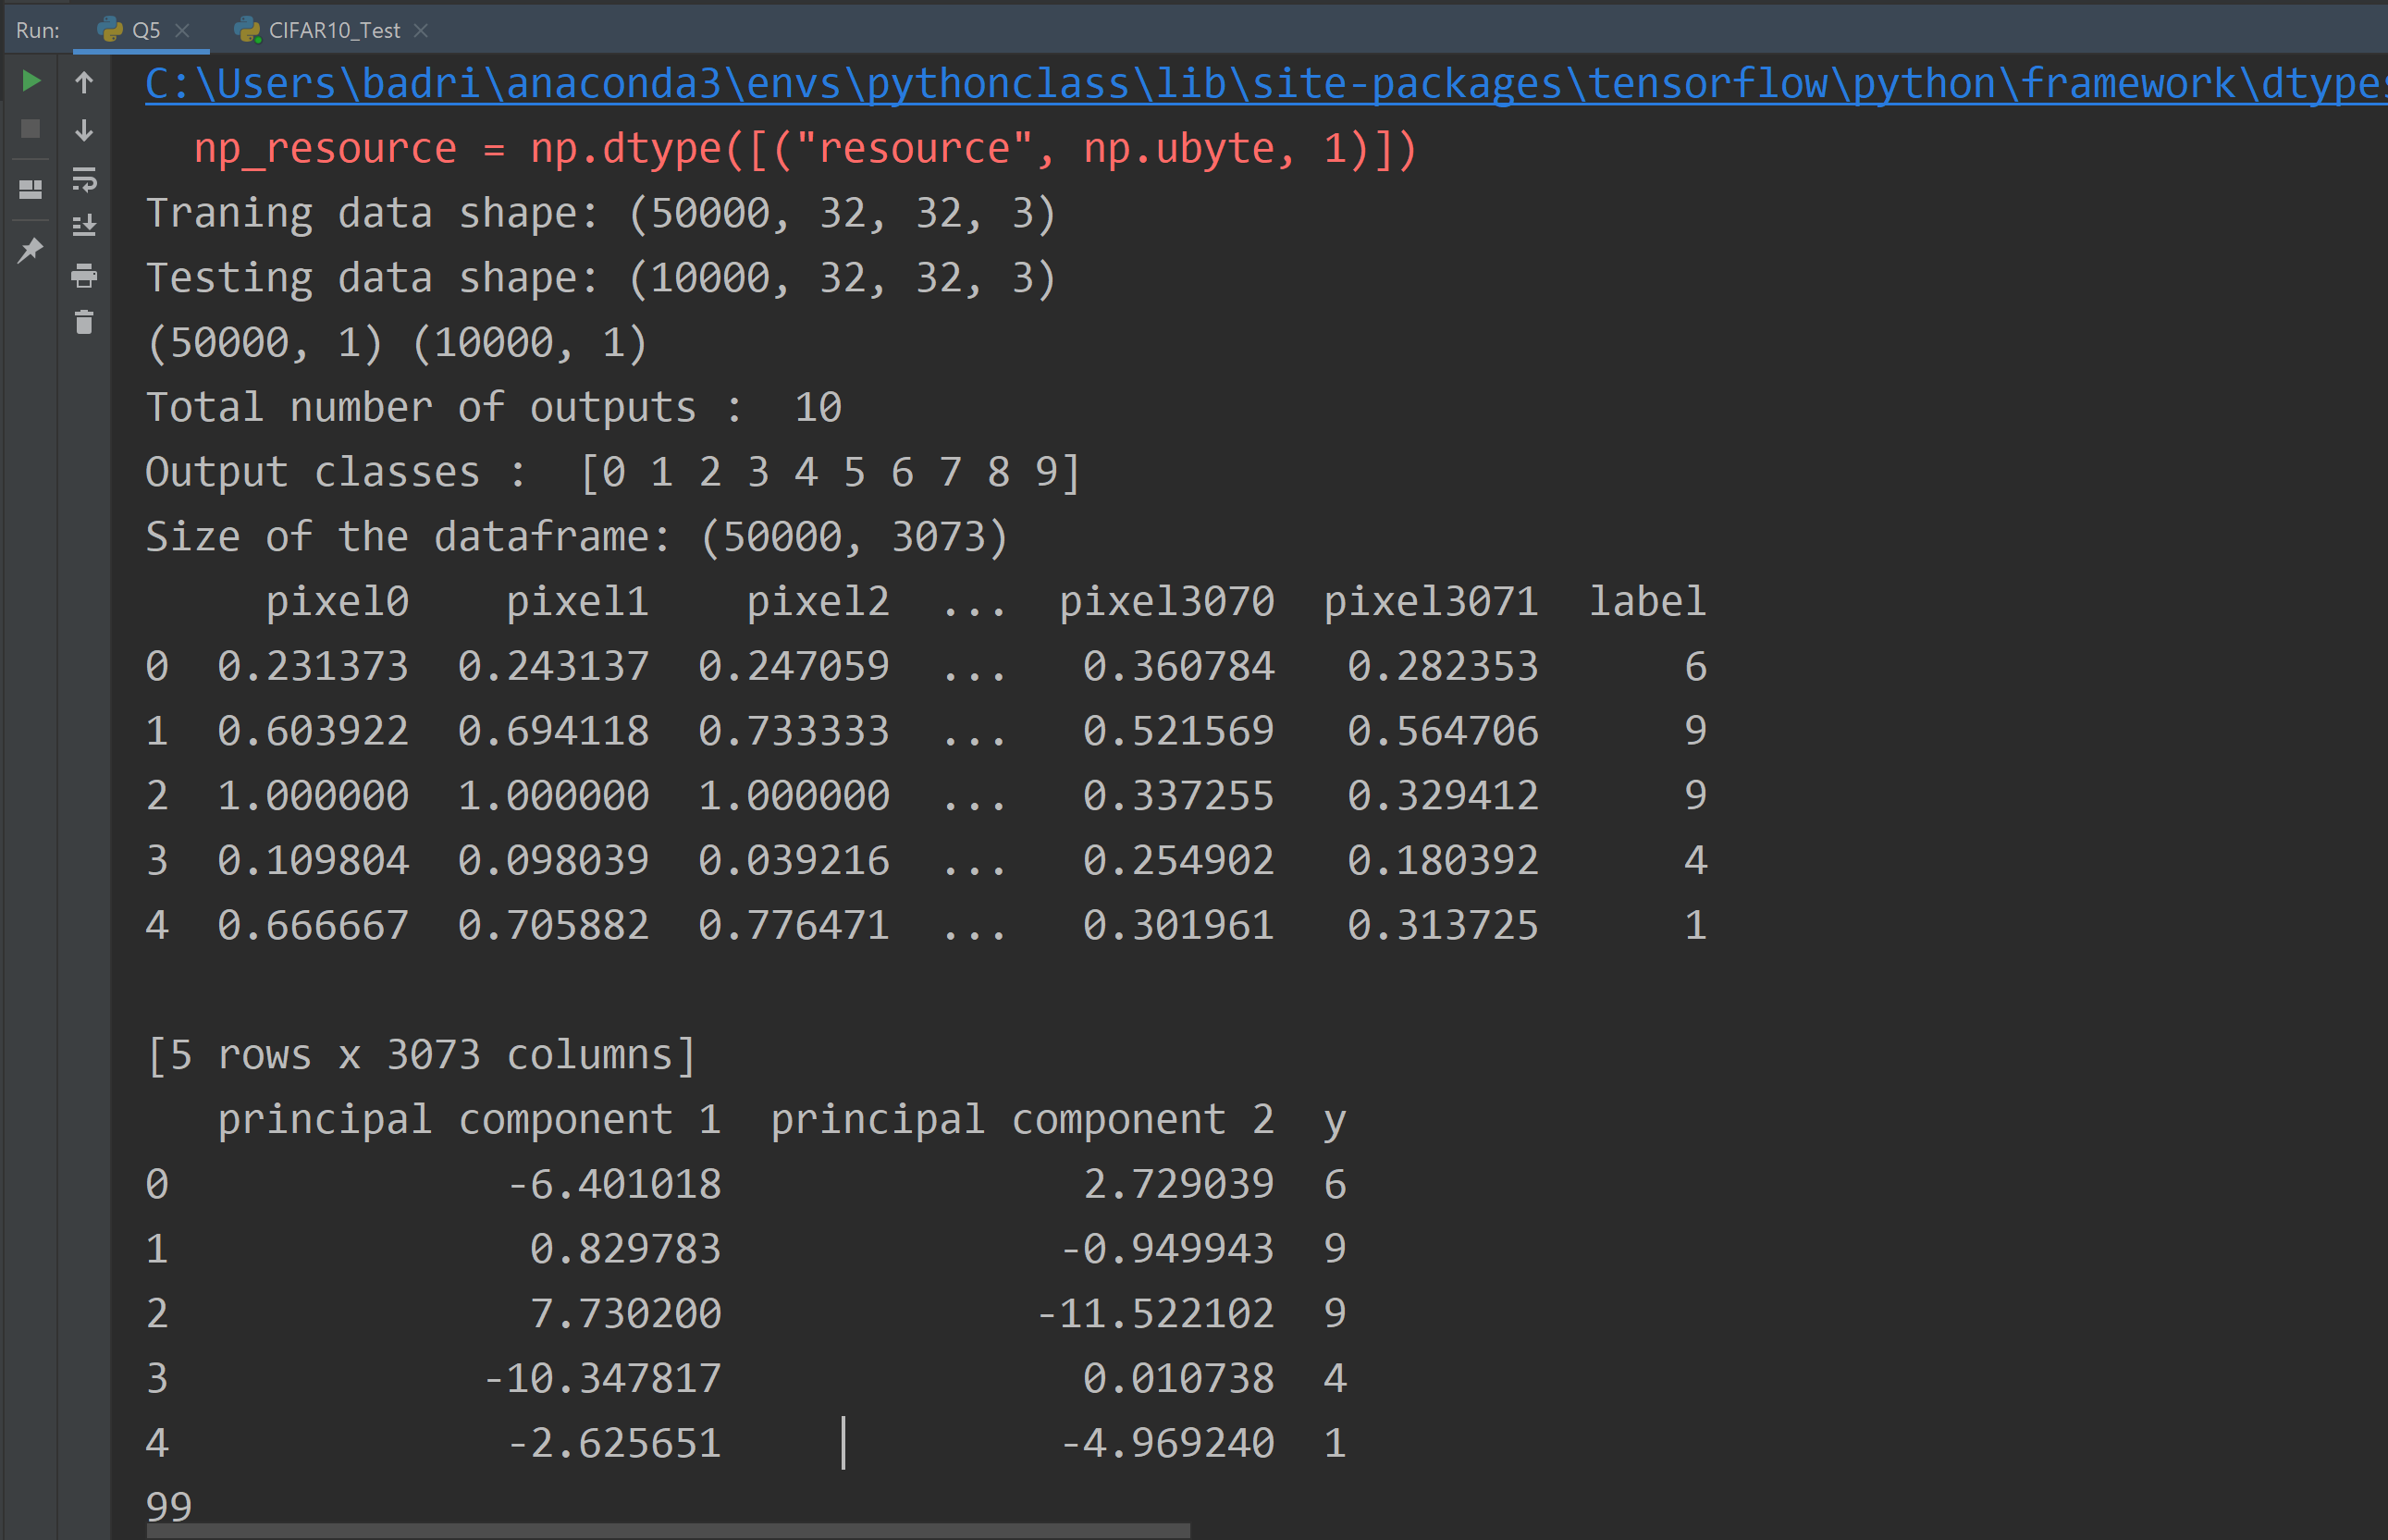 Run: Q5 CIFAR10_Test
C:\Users\badri\anaconda3\envs\pythonclass\lib\site-packages\tensorflow\python\framework\dtypes
np_resource = np.dtype([("resource", np.ubyte, 1)])
Traning data shape: (50000, 32, 32, 3)
Testing data shape: (10000, 32, 32, 3)
(50000, 1) (10000, 1)
Total number of outputs :  10
Output classes :  [0 1 2 3 4 5 6 7 8 9]
Size of the dataframe: (50000, 3073)
pixel0    pixel1    pixel2  ...  pixel3070  pixel3071  label
0  0.231373  0.243137  0.247059  ...   0.360784   0.282353      6
1  0.603922  0.694118  0.733333  ...   0.521569   0.564706      9
2  1.000000  1.000000  1.000000  ...   0.337255   0.329412      9
3  0.109804  0.098039  0.039216  ...   0.254902   0.180392      4
4  0.666667  0.705882  0.776471  ...   0.301961   0.313725      1
[5 rows x 3073 columns]
principal component 1  principal component 2  y
0              -6.401018               2.729039  6
1               0.829783              -0.949943  9
2               7.730200             -11.522102  9
3             -10.347817               0.010738  4
4              -2.625651              -4.969240  1
99